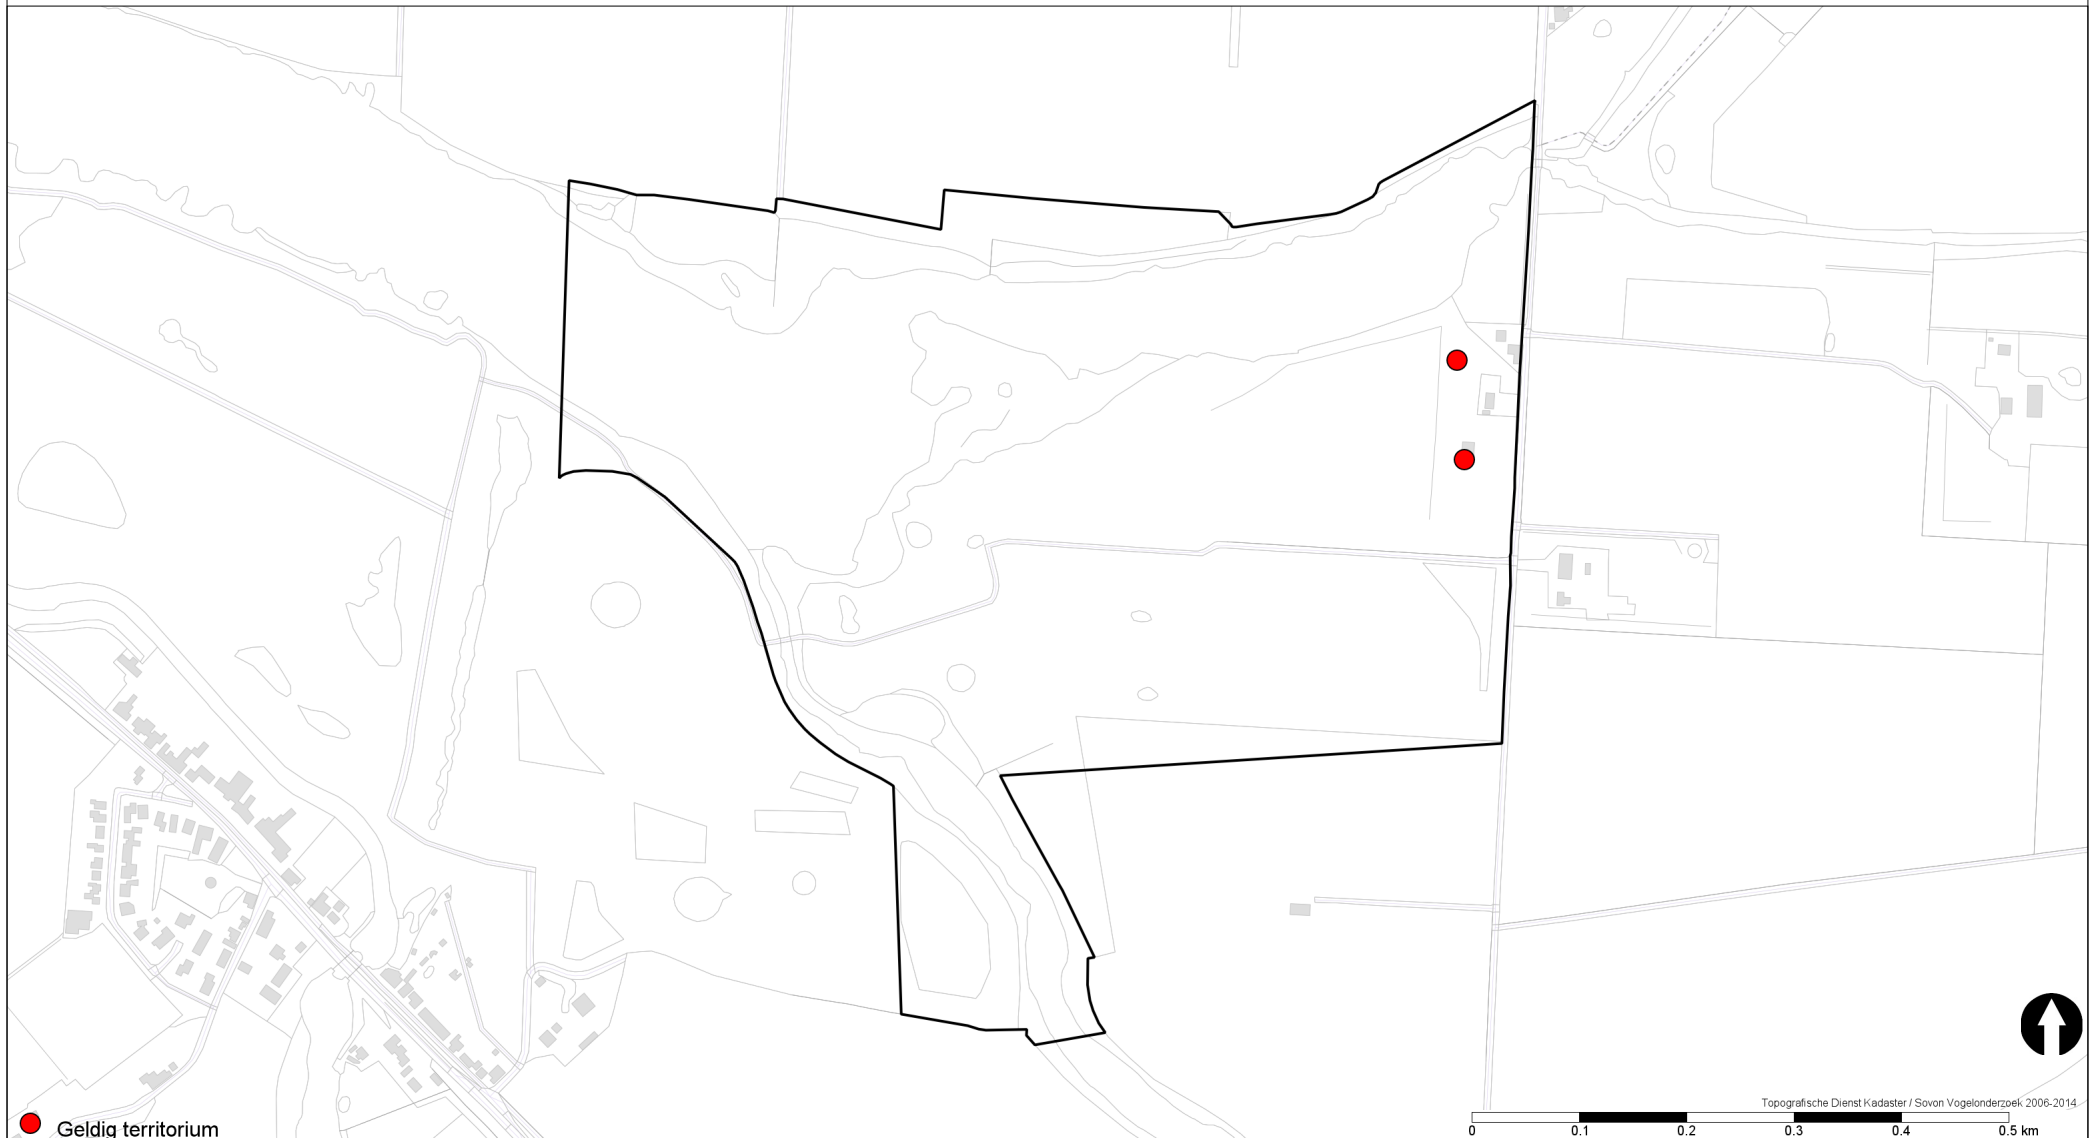 Topografische Dienst Kadaster / Sovon Vogelonderzoek 2006-2014
Geldig territorium
0 0.1 0.2 0.3 0.4 0.5 km